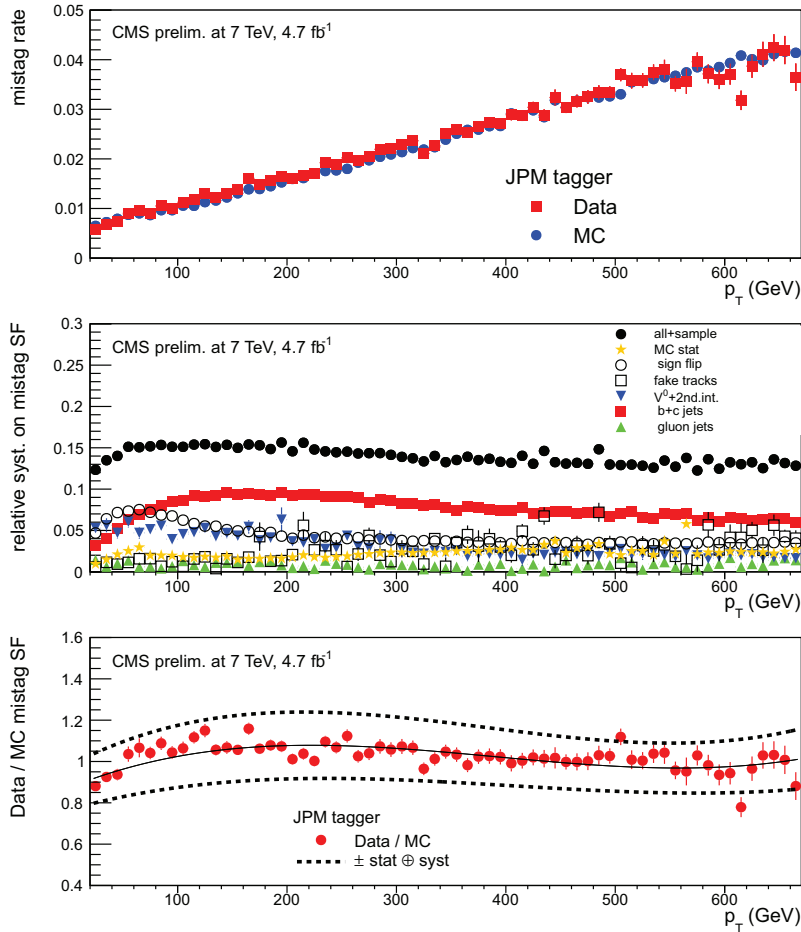 0.05
CMS prelim. at 7 TeV, 4.7 fb-1
mistag rate
0.04
0.03
0.02
JPM tagger
Data
0.01
MC
0
100 200 300 400 500 600
pT (GeV)
0.3
CMS prelim. at 7 TeV, 4.7 fb-1
relative syst. on mistag SF
all+sample
MC stat
0.25
sign flip
fake tracks
0.2
V0+2nd.int.
b+c jets
gluon jets
0.15
0.1
0.05
0
100 200 300 400 500 600
pT (GeV)
1.6
CMS prelim. at 7 TeV, 4.7 fb-1
Data / MC mistag SF
1.4
1.2
1
0.8
JPM tagger
Data / MC
0.6
± stat ⊕ syst
0.4
100 200 300 400 500 600
pT (GeV)